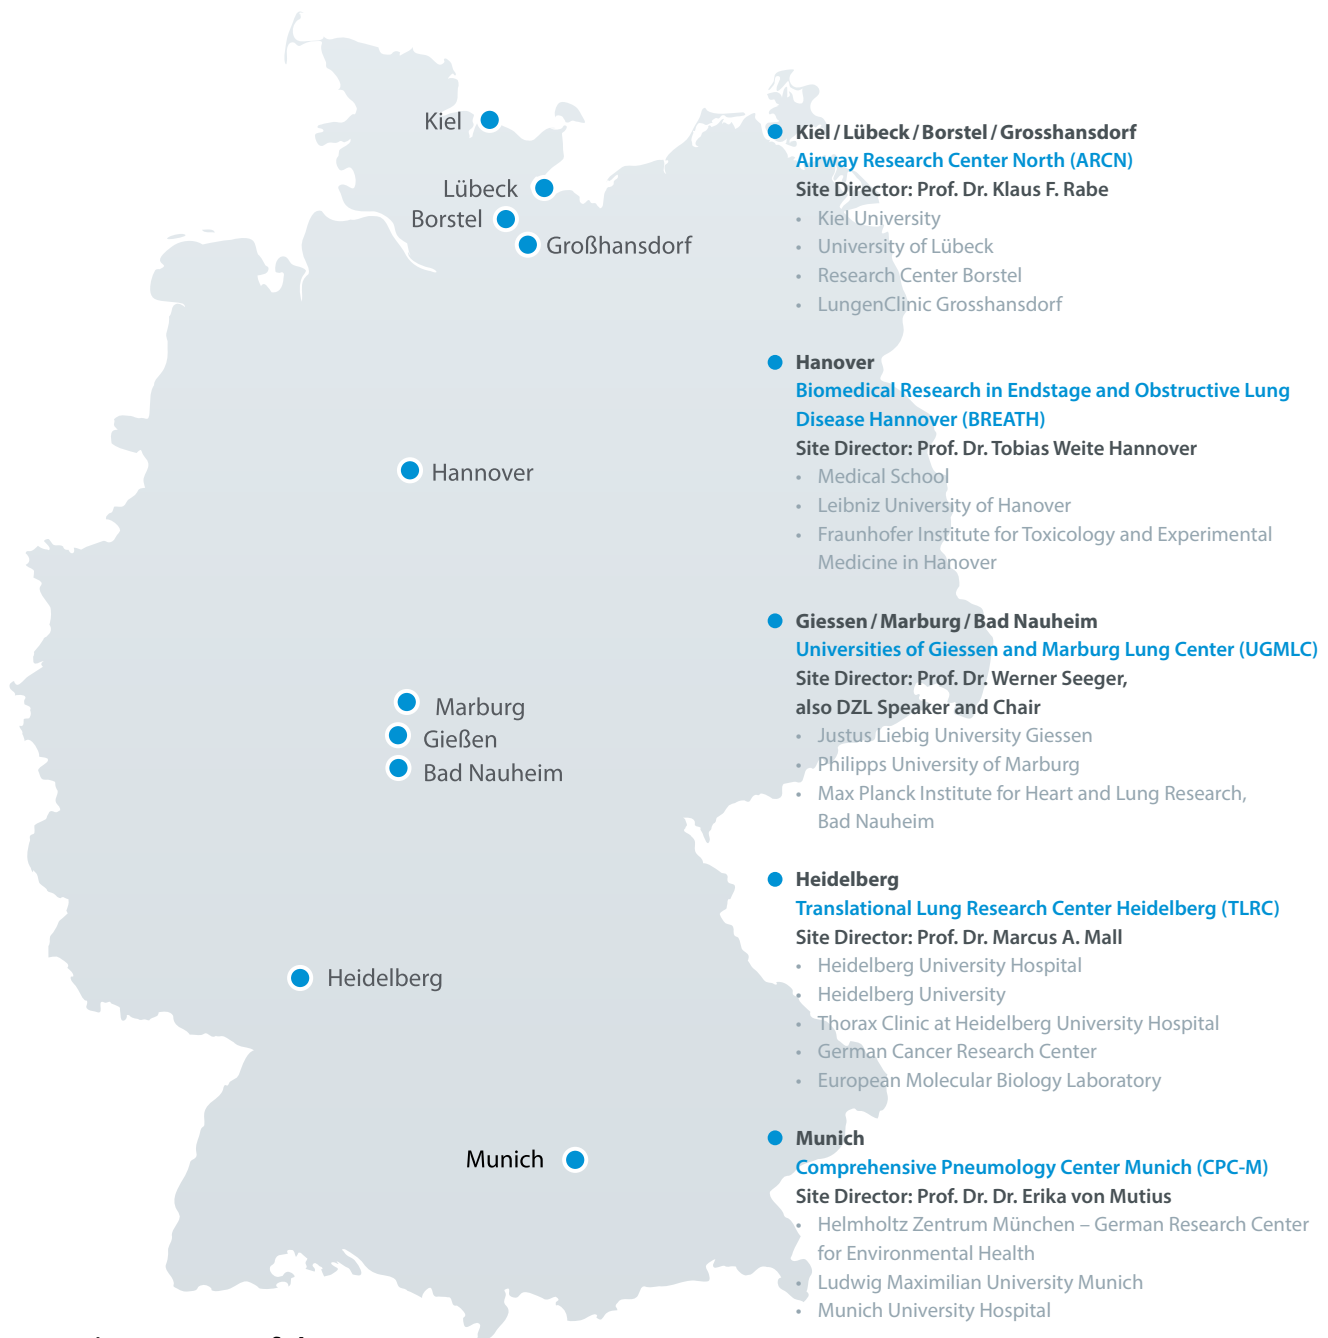 Kiel
Lübeck
Borstel
Großhansdorf
Hannover
Marburg
Gießen
Bad Nauheim
Heidelberg
Munich
Kiel / Lübeck / Borstel / Grosshansdorf
Airway Research Center North (ARCN)
Site Director: Prof. Dr. Klaus F. Rabe
• Kiel University
• University of Lübeck
• Research Center Borstel
• LungenClinic Grosshansdorf
Hanover
Biomedical Research in Endstage and Obstructive Lung
Disease Hannover (BREATH)
Site Director: Prof. Dr. Tobias Weite Hannover
• Medical School
• Leibniz University of Hanover
• Fraunhofer Institute for Toxicology and Experimental
Medicine in Hanover
Giessen / Marburg / Bad Nauheim
Universities of Giessen and Marburg Lung Center (UGMLC)
Site Director: Prof. Dr. Werner Seeger,
also DZL Speaker and Chair
• Justus Liebig University Giessen
• Philipps University of Marburg
• Max Planck Institute for Heart and Lung Research,
Bad Nauheim
Heidelberg
Translational Lung Research Center Heidelberg (TLRC)
Site Director: Prof. Dr. Marcus A. Mall
• Heidelberg University Hospital
• Heidelberg University
• Thorax Clinic at Heidelberg University Hospital
• German Cancer Research Center
• European Molecular Biology Laboratory
Munich
Comprehensive Pneumology Center Munich (CPC-M)
Site Director: Prof. Dr. Dr. Erika von Mutius
• Helmholtz Zentrum München – German Research Center
for Environmental Health
• Ludwig Maximilian University Munich
• Munich University Hospital